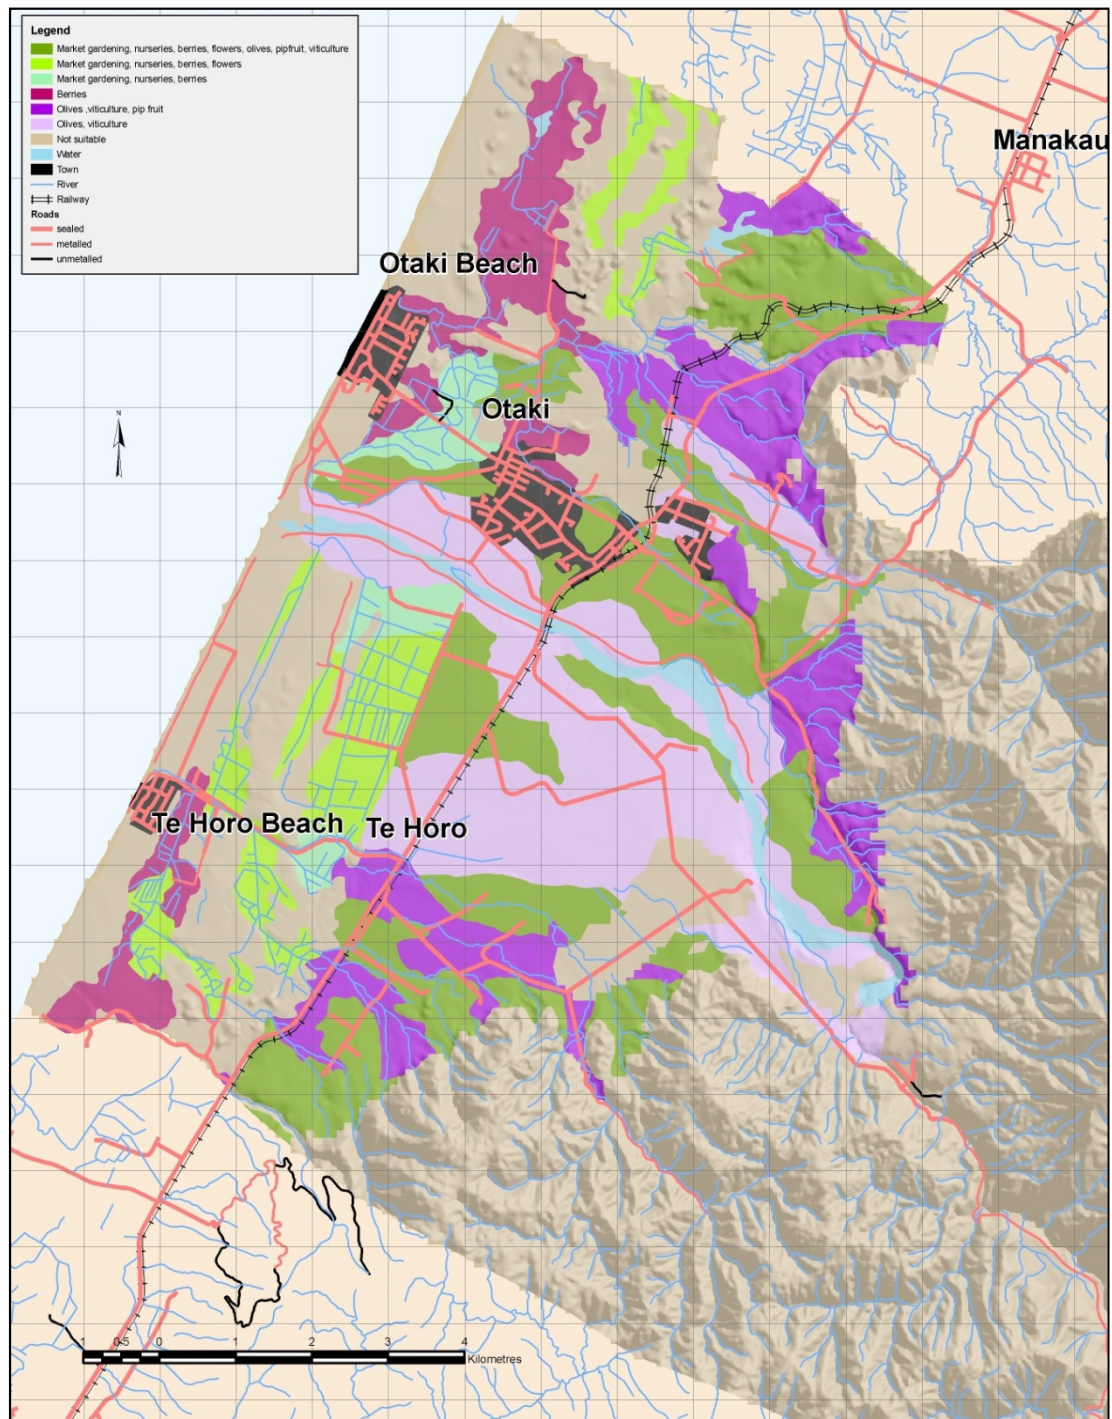 Legend
Market gardening, nurseries, berries, flowers, olives, pipfruit, viticulture
Market gardening, nurseries, berries, flowers
Market gardening, nurseries, berries
Berries
Olives ,viticulture, pip fruit
Olives, viticulture
Not suitable
Water
Town
River
Railway
Roads
sealed
metalled
unmetalled
Manakau
Otaki Beach
N
Otaki
Te Horo Beach
Te Horo
1 0.5 0 1 2 3 4
Kilometres